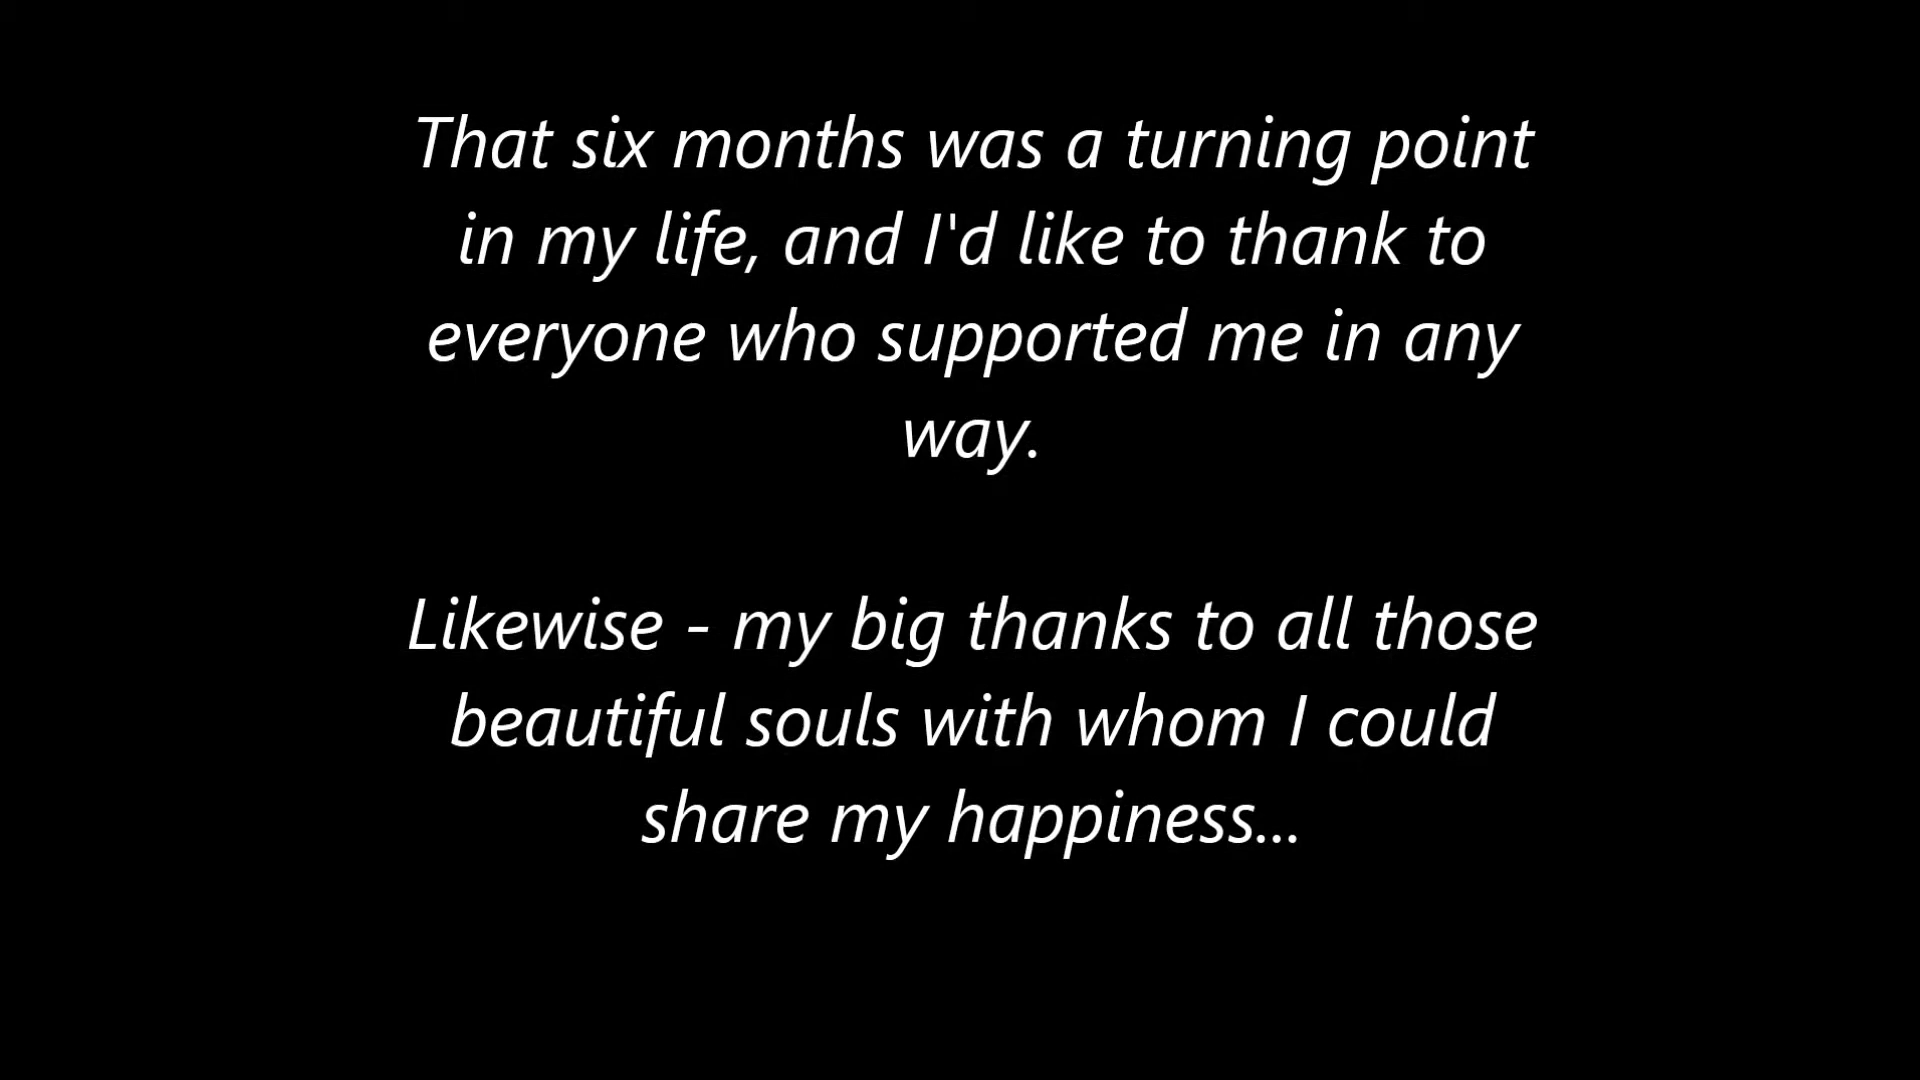 That six months was a turning point
in my life, and I'd like to thank to
everyone who supported me in any
way.
Likewise - my big thanks to all those
beautiful souls with whom I could
share my happiness...